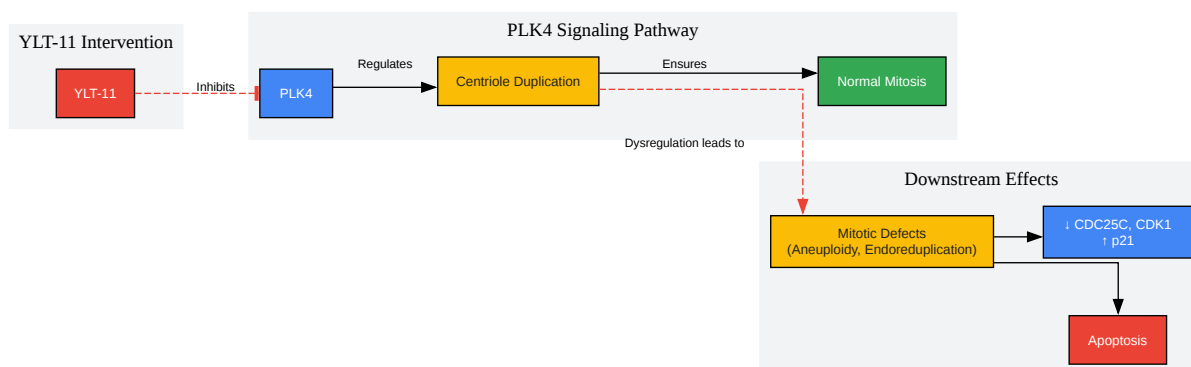 YLT-11 Intervention
YLT-11
Inhibits
PLK4 Signaling Pathway
PLK4
Regulates
Centriole Duplication
Ensures
Normal Mitosis
Dysregulation leads to
Downstream Effects
Mitotic Defects
(Aneuploidy, Endoreduplication)
↓ CDC25C, CDK1
↑ p21
Apoptosis